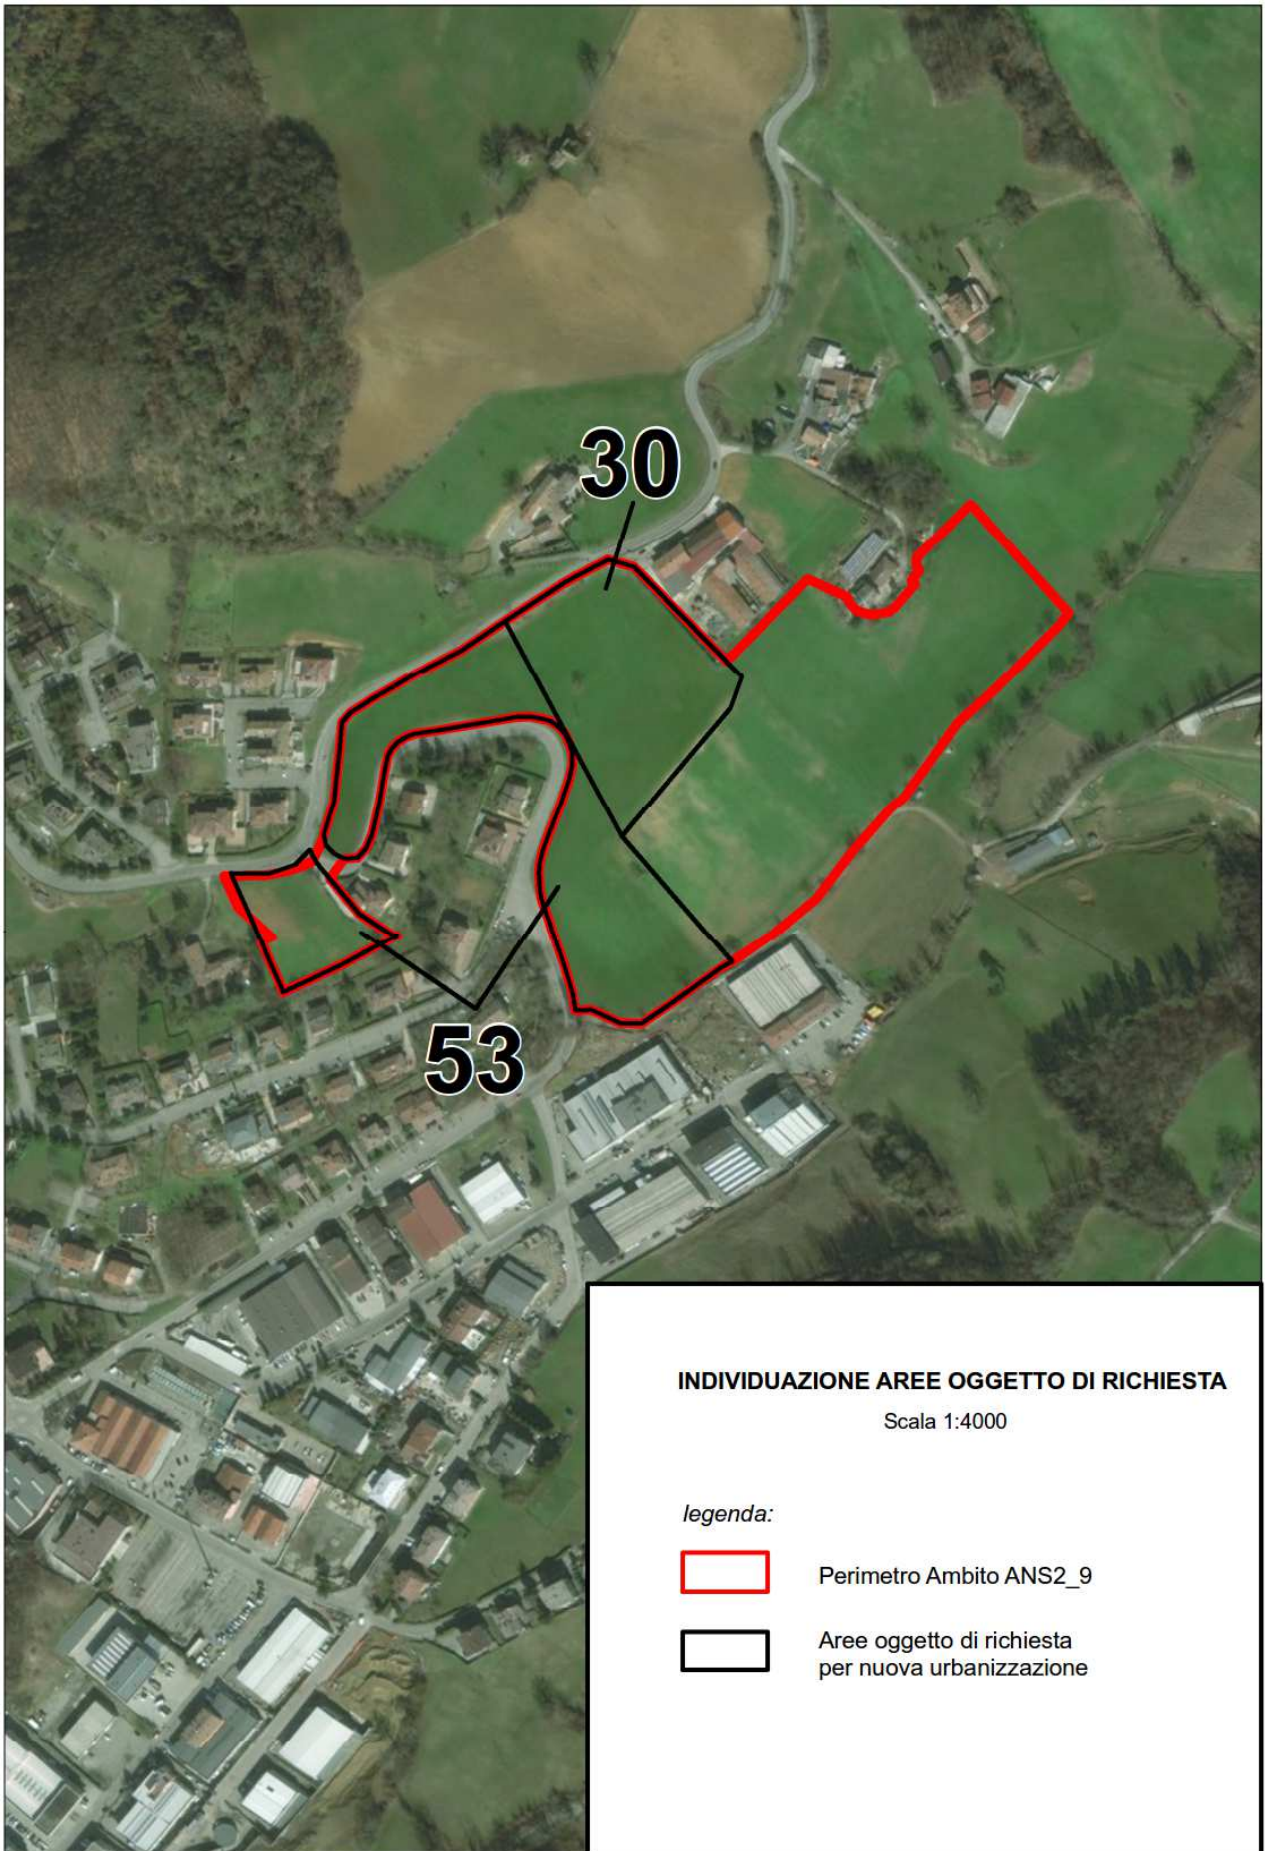 30
53
INDIVIDUAZIONE AREE OGGETTO DI RICHIESTA
Scala 1:4000
legenda:
Perimetro Ambito ANS2_9
Aree oggetto di richiesta
per nuova urbanizzazione